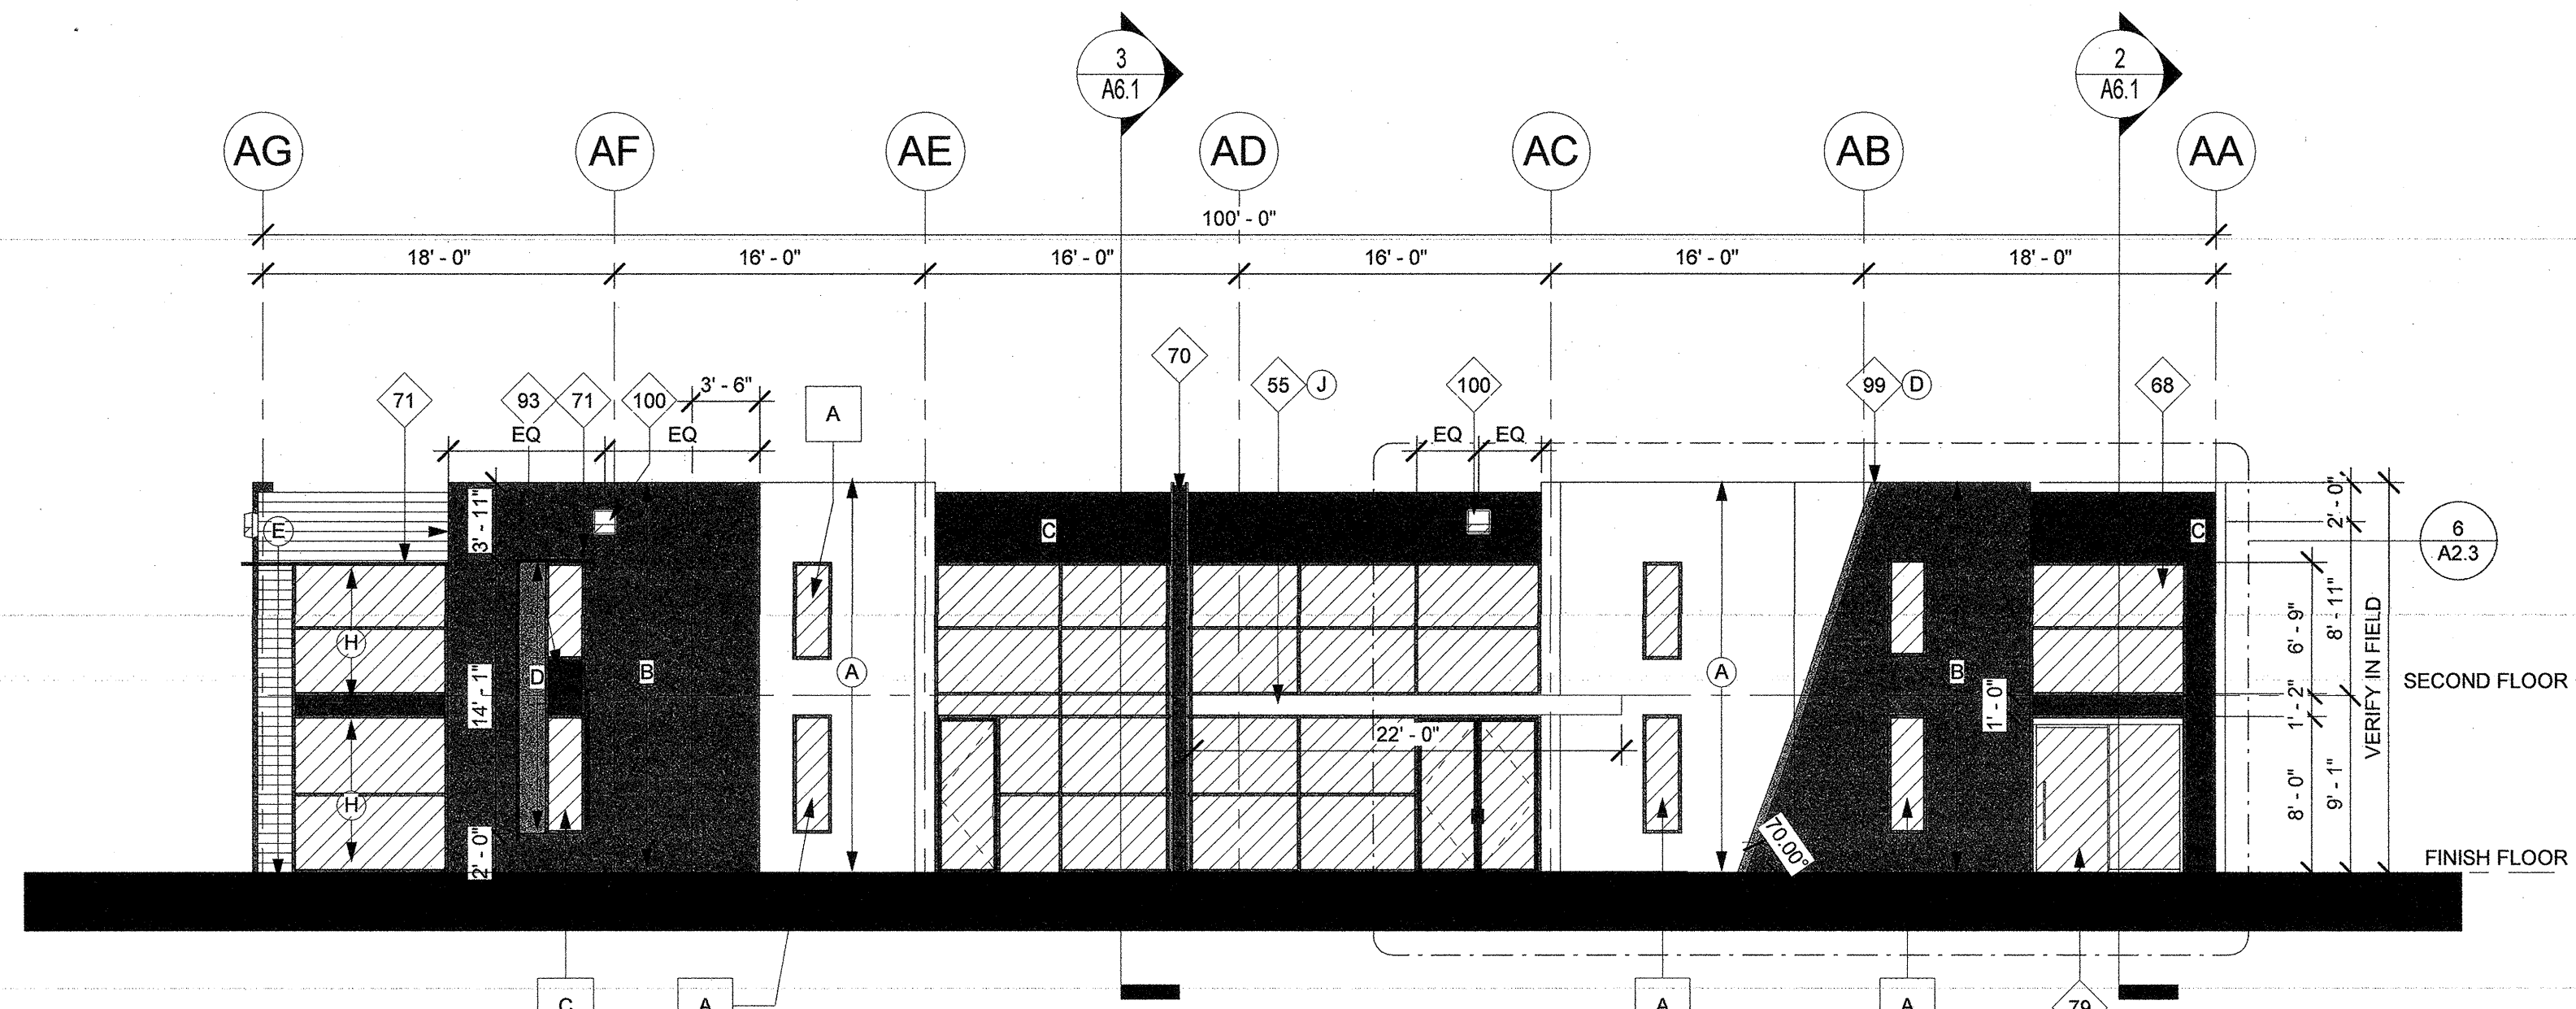 3
A6.1
2
A6.1
AG
AF
AE
AD
AC
AB
AA
100' - 0"
18' - 0"
16' - 0"
16' - 0"
16' - 0"
16' - 0"
18' - 0"
70
71
93
71
100
3' - 6"
A
55
J
100
99
D
68
EQ
EQ
EQ
EQ
3' - 11"
2' - 0"
E
C
C
6
A2.3
H
D
B
A
A
B
14' - 1"
1' - 0"
6' - 9"
8' - 11"
1' - 2"
VERIFY IN FIELD
SECOND FLOOR
22' - 0"
H
2' - 0"
70.00°
8' - 0"
9' - 1"
FINISH FLOOR
C
A
A
A
79